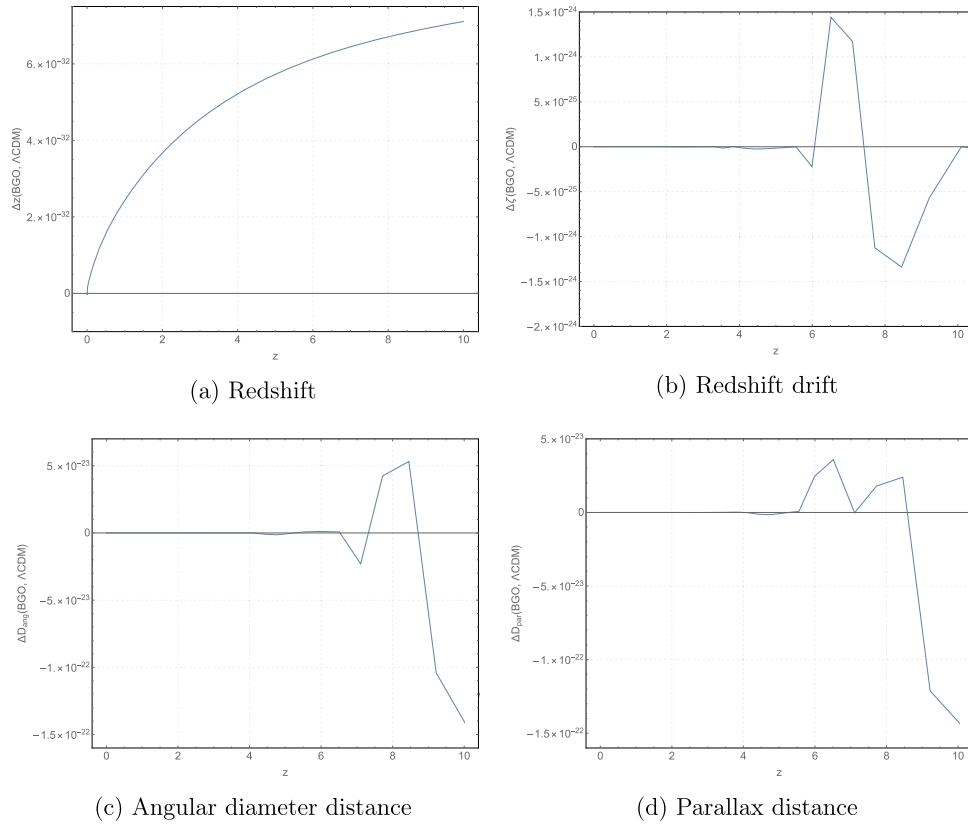 6.×10⁻³²
4.×10⁻³²
2.×10⁻³²
0
Δz(BGO, ΛCDM)
0 2 4 6 8 10
z
(a) Redshift
1.5×10⁻²⁴
1.×10⁻²⁴
5.×10⁻²⁵
0
−5.×10⁻²⁵
−1.×10⁻²⁴
−1.5×10⁻²⁴
−2.×10⁻²⁴
Δζ(BGO, ΛCDM)
0 2 4 6 8 10
z
(b) Redshift drift
5.×10⁻²³
0
−5.×10⁻²³
−1.×10⁻²²
−1.5×10⁻²²
ΔDang(BGO, ΛCDM)
0 2 4 6 8 10
z
(c) Angular diameter distance
5.×10⁻²³
0
−5.×10⁻²³
−1.×10⁻²²
−1.5×10⁻²²
ΔDpar(BGO, ΛCDM)
0 2 4 6 8 10
z
(d) Parallax distance